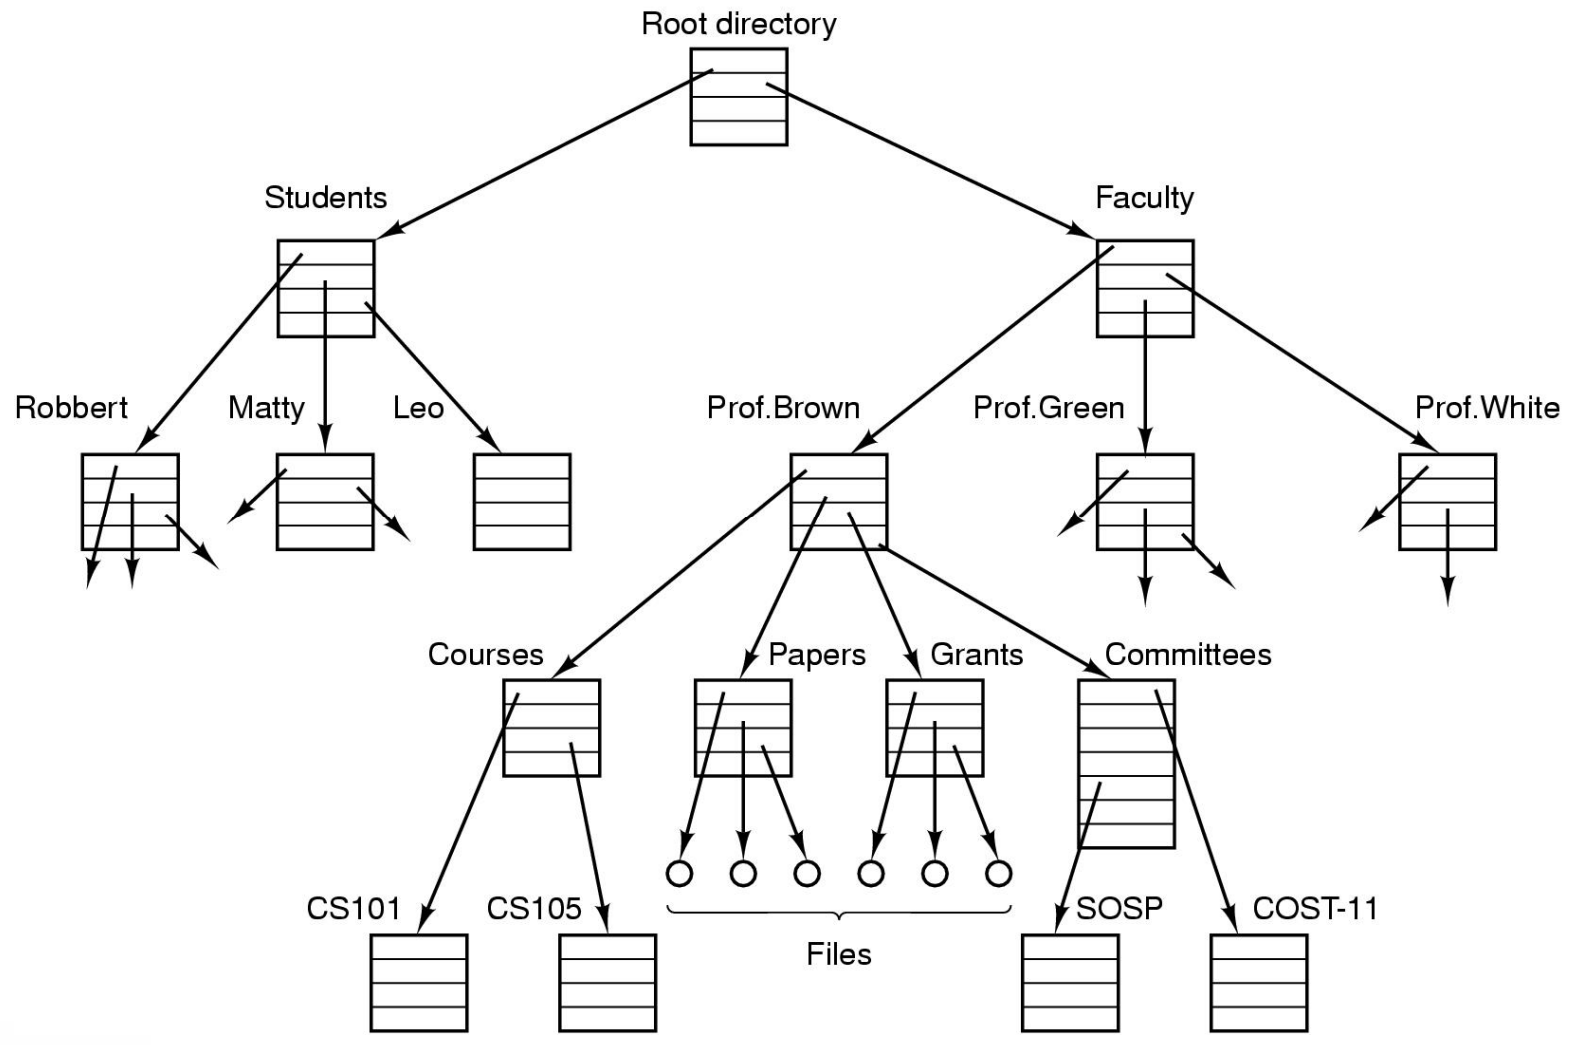 Root directory
Students
Faculty
Robbert
Matty
Leo
Prof.Brown
Prof.Green
Prof.White
Courses
Papers
Grants
Committees
CS101
CS105
SOSP
COST-11
Files